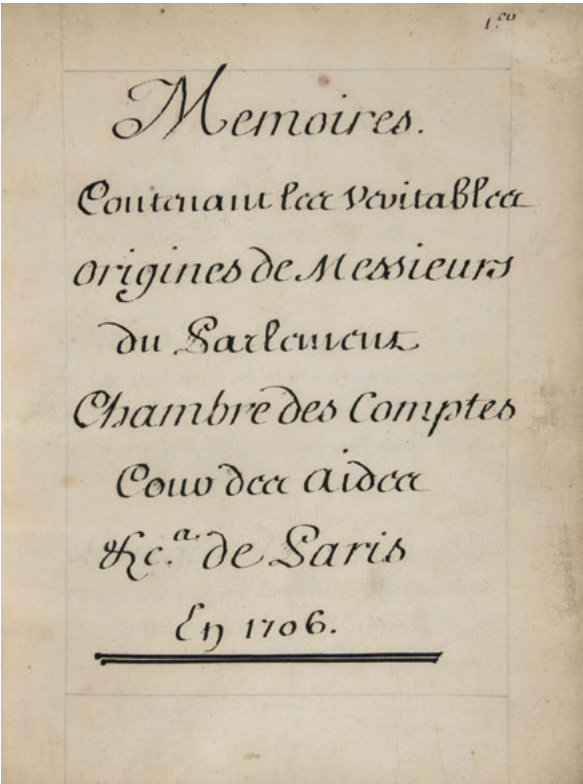 1.^eo
Memoires.
Contenant les veritables
origines de Messieurs
du Parlement
Chambre des Comptes
Cour des Aides
&c.a de Paris
En 1706.